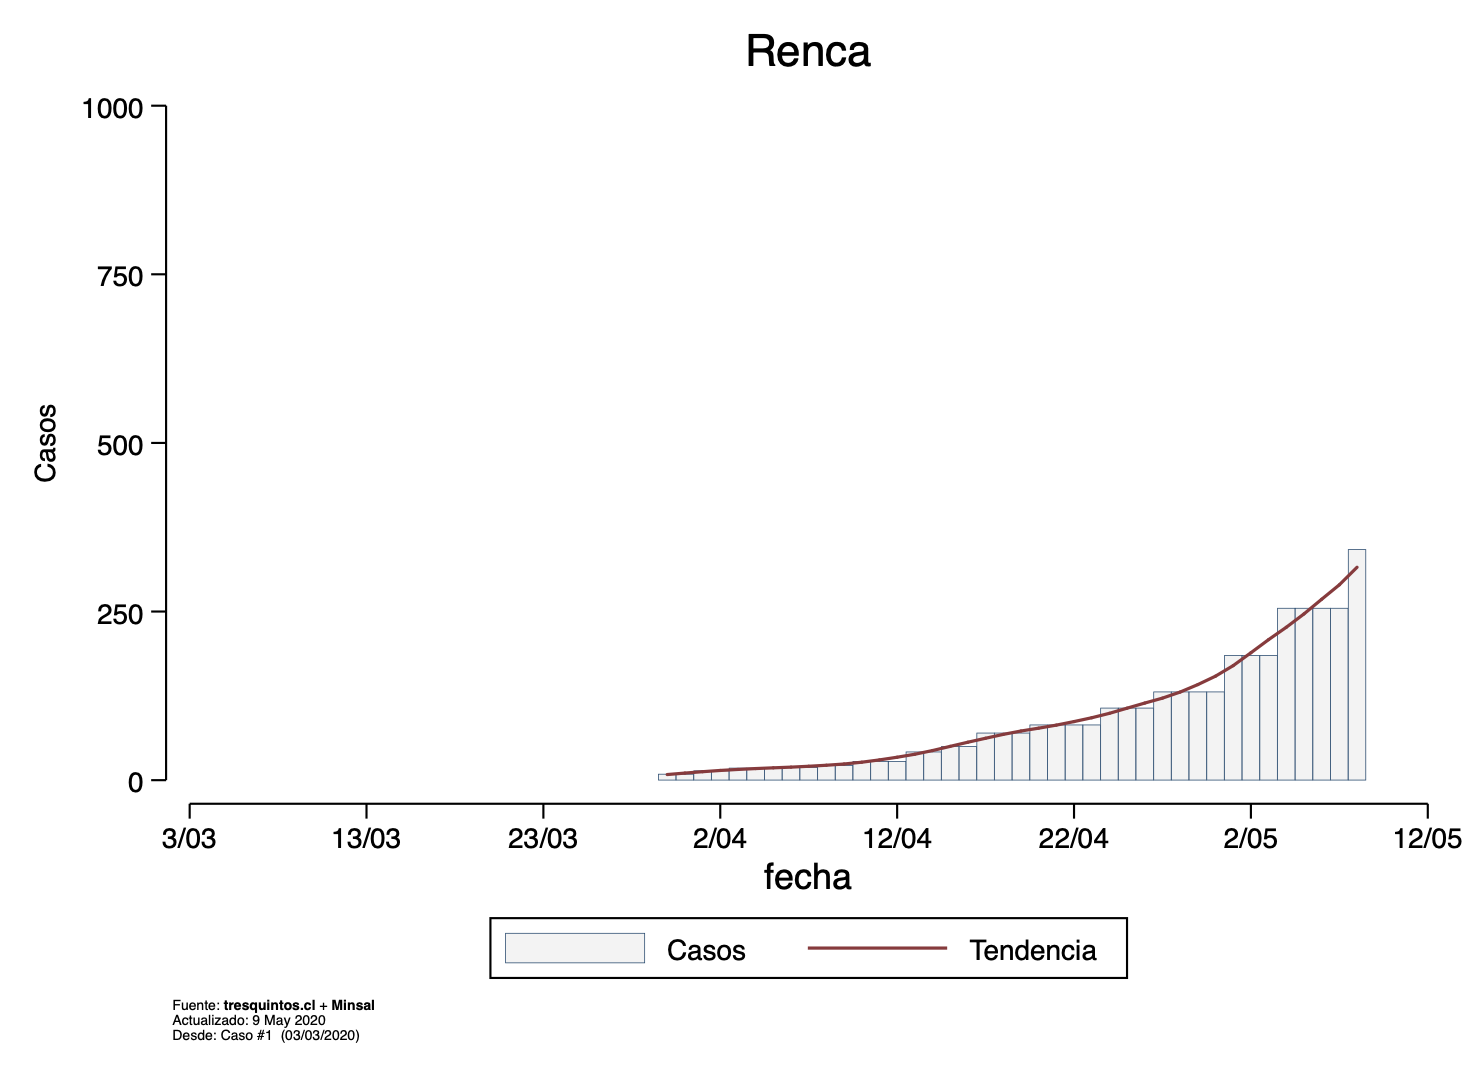 Renca
1000
750
500
250
0
Casos
3/03 13/03 23/03 2/04 12/04 22/04 2/05 12/05
fecha
Casos Tendencia
Fuente: tresquintos.cl + Minsal
Actualizado: 9 May 2020
Desde: Caso #1 (03/03/2020)